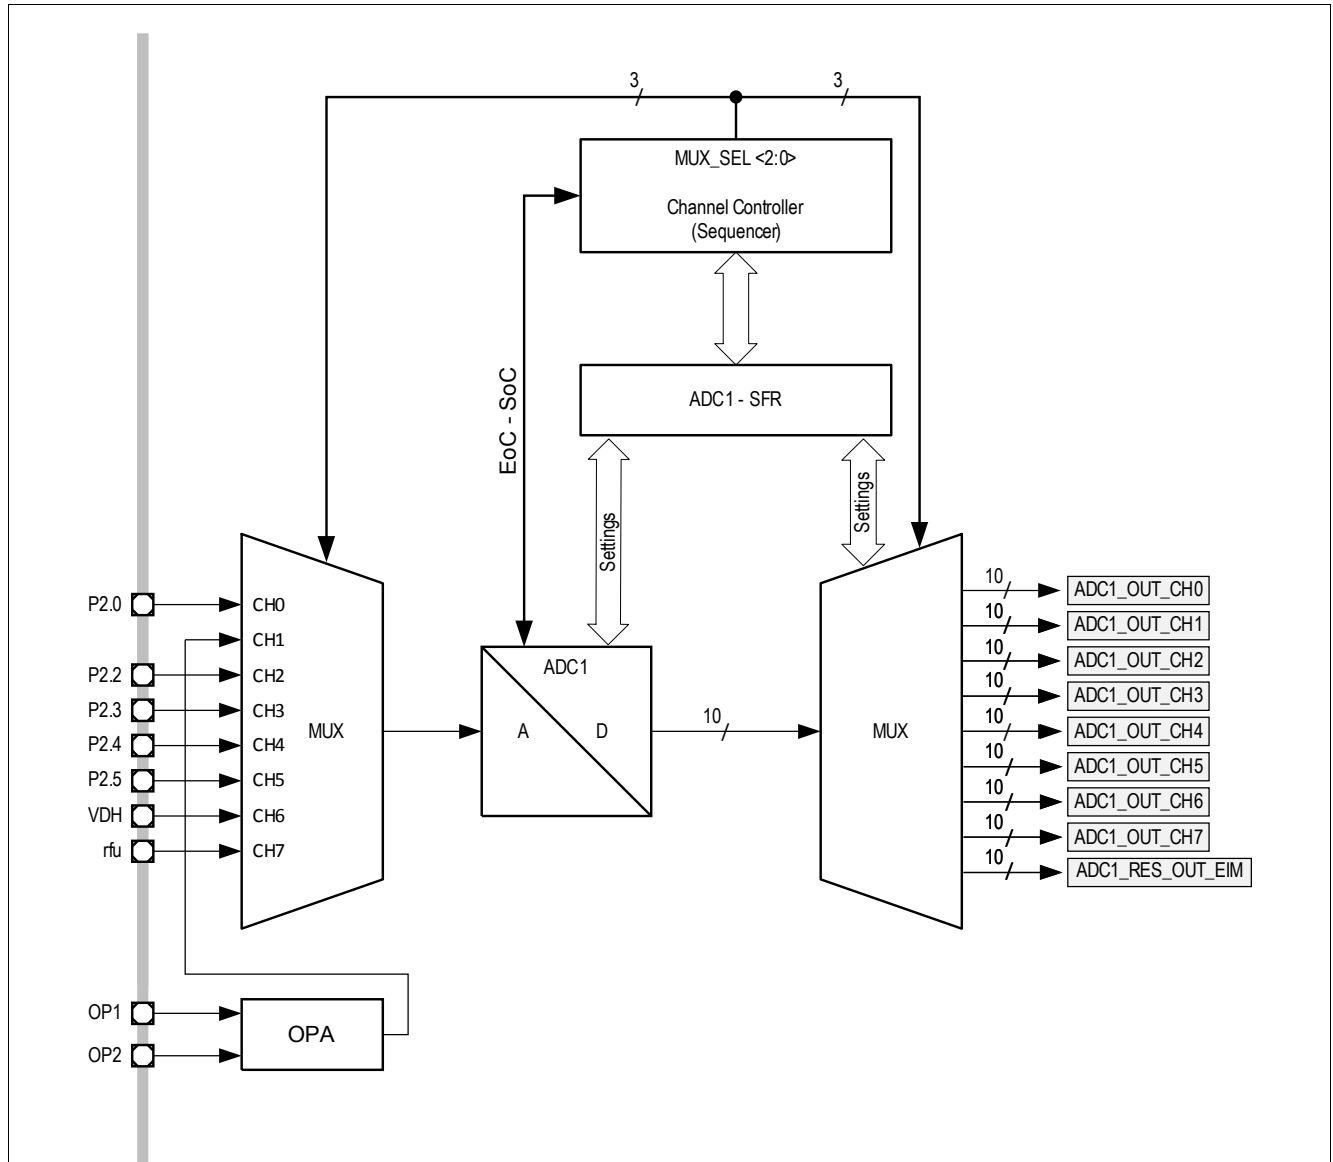 3
3
MUX_SEL <2:0>
Channel Controller
(Sequencer)
EoC - SoC
ADC1 - SFR
Settings
Settings
P2.0
CH0
CH1
P2.2
CH2
P2.3
CH3
P2.4
CH4
P2.5
CH5
VDH
CH6
rfu
CH7
MUX
ADC1
A
D
10
MUX
10
ADC1_OUT_CH0
10
ADC1_OUT_CH1
10
ADC1_OUT_CH2
10
ADC1_OUT_CH3
10
ADC1_OUT_CH4
10
ADC1_OUT_CH5
10
ADC1_OUT_CH6
10
ADC1_OUT_CH7
10
ADC1_RES_OUT_EIM
OP1
OP2
OPA